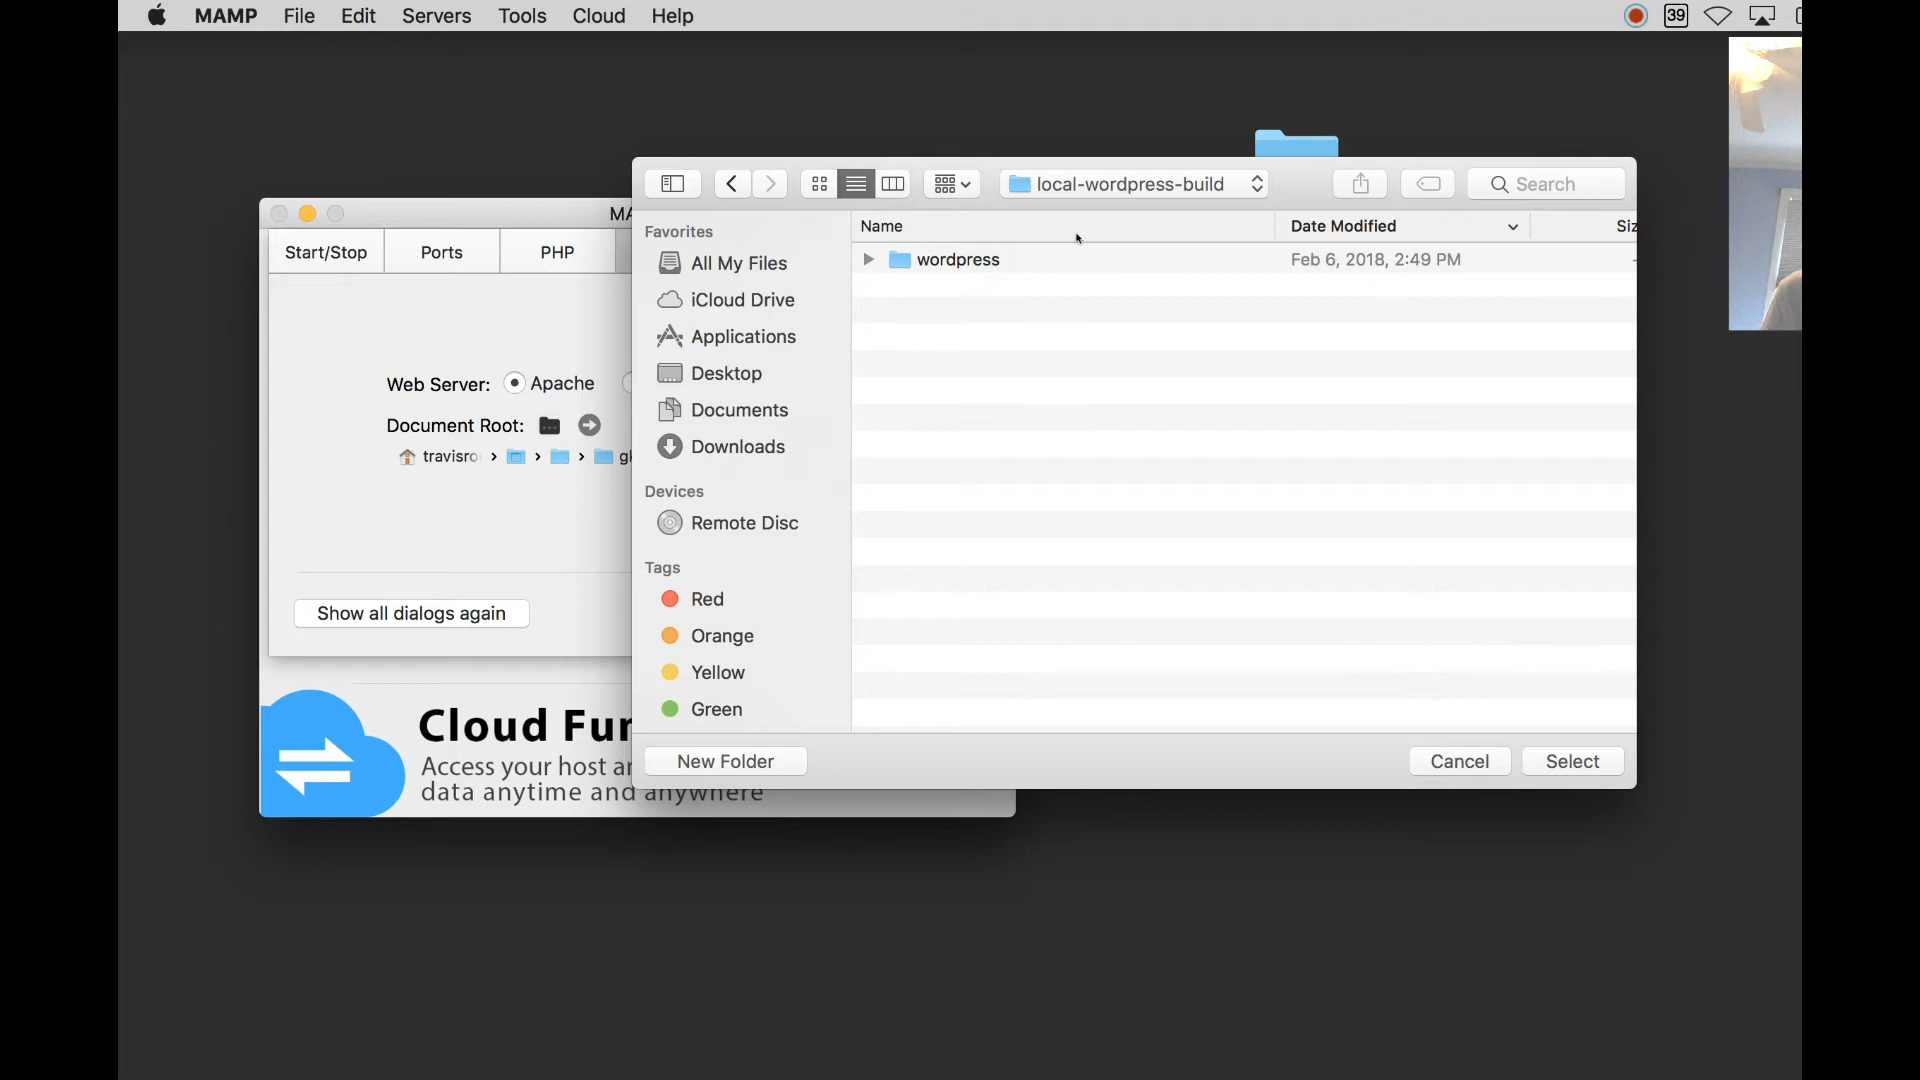 MAMP File Edit Servers Tools Cloud Help
39
local-wordpress-build
Search
Start/Stop
Ports
PHP
Favorites
All My Files
iCloud Drive
Applications
Desktop
Documents
Downloads
Devices
Remote Disc
Tags
Red
Orange
Yellow
Green
Name
Date Modified
wordpress
Feb 6, 2018, 2:49 PM
Web Server:
Apache
Document Root:
travisro
Show all dialogs again
Cloud
Access your host
data anytime and anywhere
New Folder
Cancel
Select